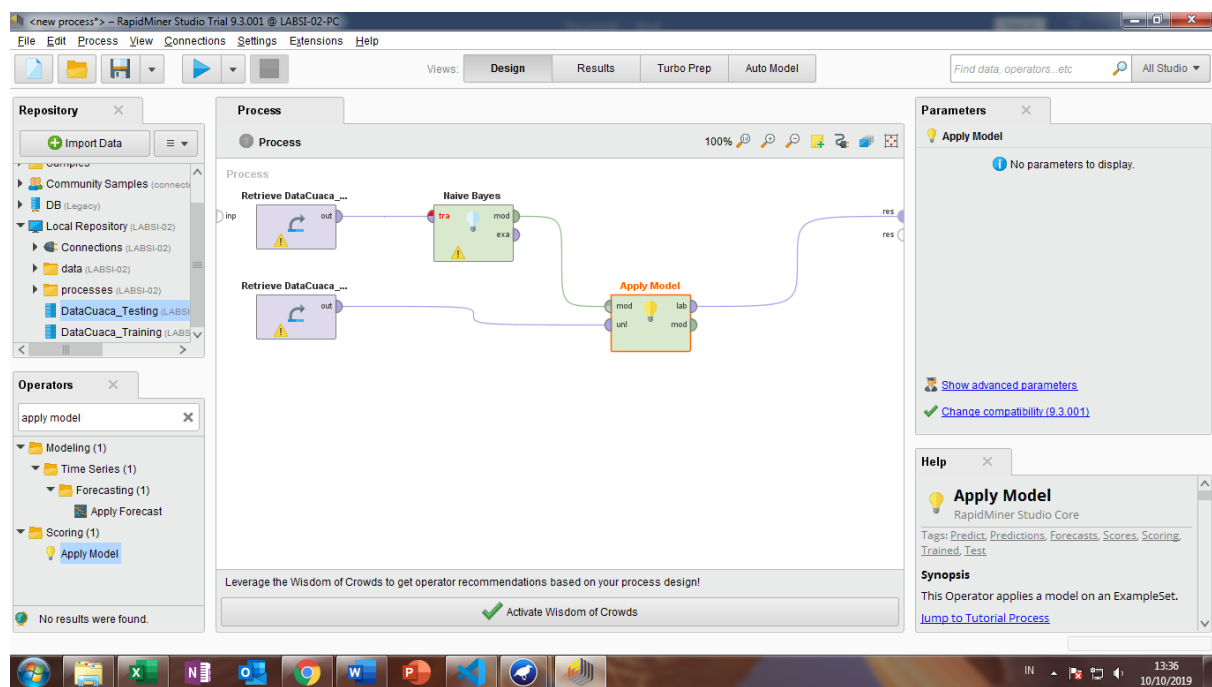 <new process*> – RapidMiner Studio Trial 9.3.001 @ LABSI-02-PC
File Edit Process View Connections Settings Extensions Help
Views: Design Results Turbo Prep Auto Model
Find data, operators...etc All Studio ▼
Repository
Import Data
Samples
Community Samples (connecte
DB (Legacy)
Local Repository (LABSI-02)
Connections (LABSI-02)
data (LABSI-02)
processes (LABSI-02)
DataCuaca_Testing (LABSI
DataCuaca_Training (LABS
Operators
apply model
Modeling (1)
Time Series (1)
Forecasting (1)
Apply Forecast
Scoring (1)
Apply Model
No results were found.
Process
Process
100%
Process
Retrieve DataCuaca_...
inp
out
Naive Bayes
tra mod
exa
res
res
Retrieve DataCuaca_...
out
Apply Model
mod lab
unl mod
Leverage the Wisdom of Crowds to get operator recommendations based on your process design!
Activate Wisdom of Crowds
Parameters
Apply Model
No parameters to display.
Show advanced parameters
Change compatibility (9.3.001)
Help
Apply Model
RapidMiner Studio Core
Tags: Predict, Predictions, Forecasts, Scores, Scoring,
Trained, Test
Synopsis
This Operator applies a model on an ExampleSet.
Jump to Tutorial Process
IN
13:36
10/10/2019